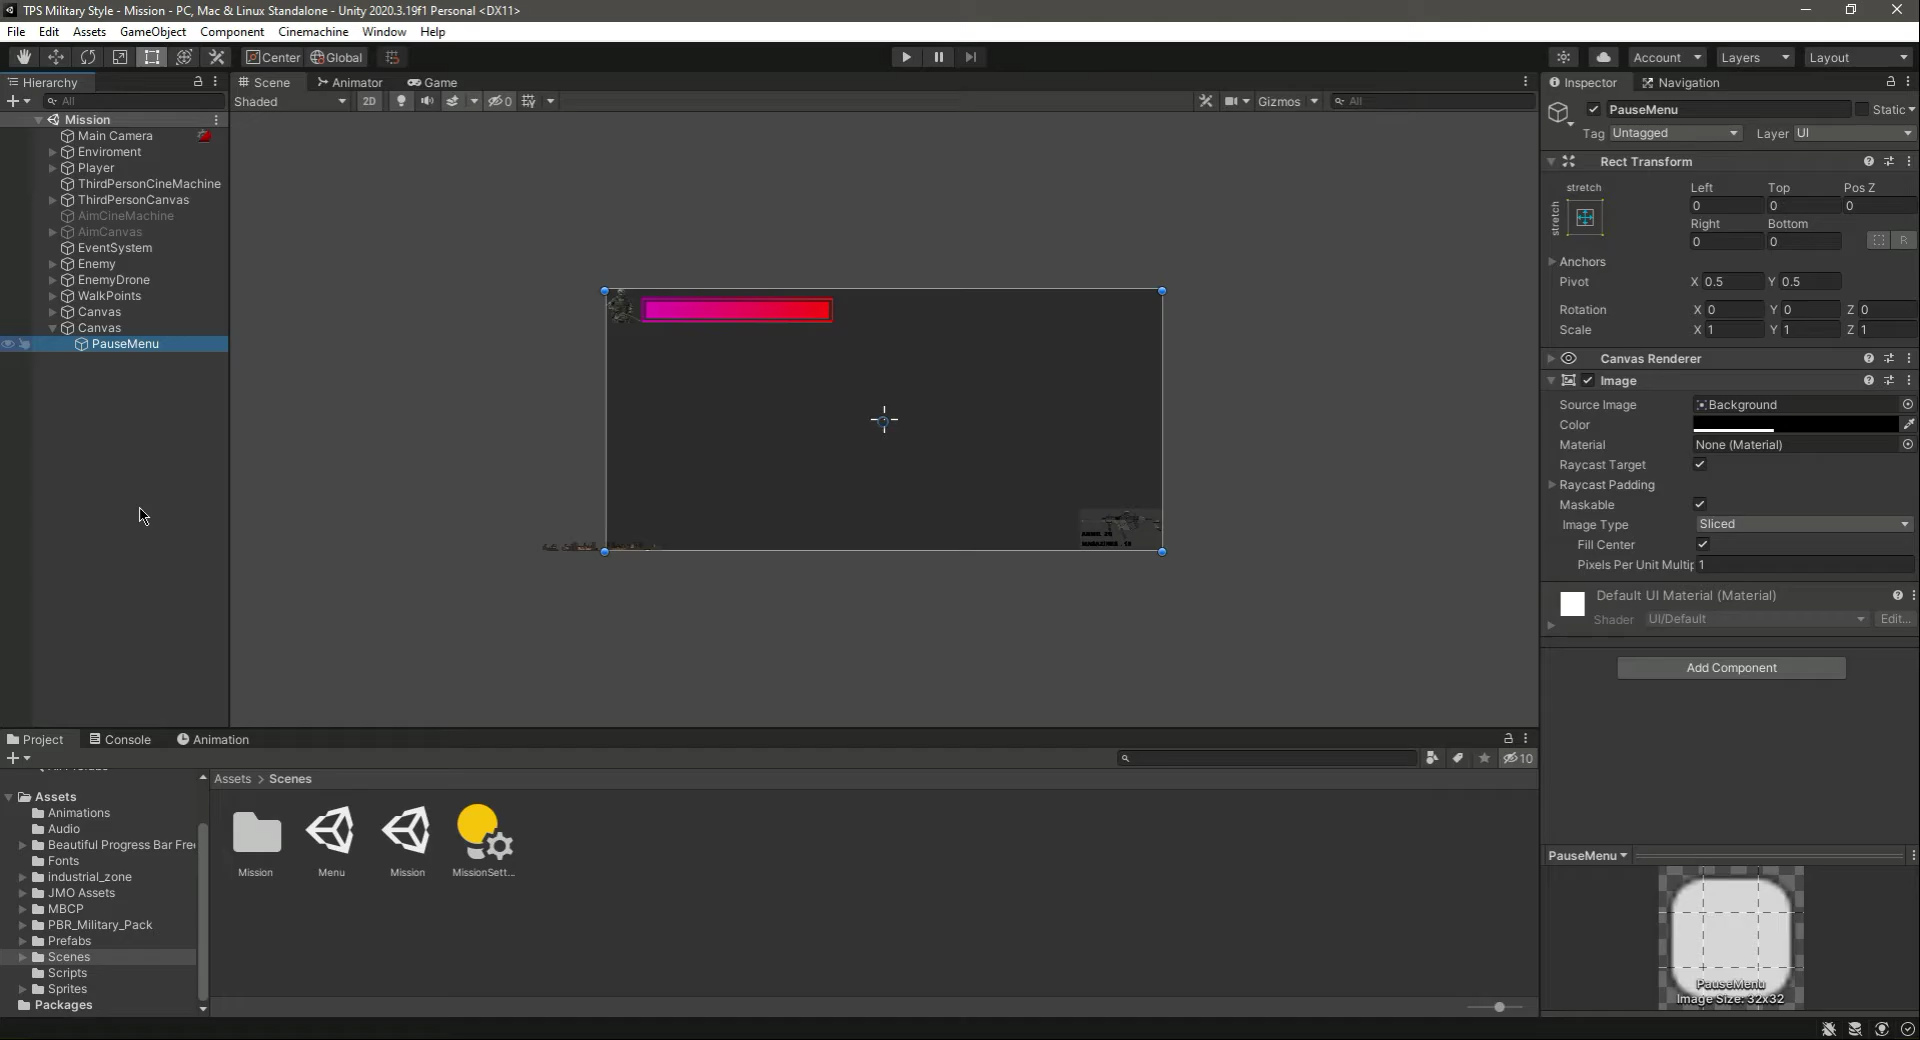 TPS Military Style - Mission - PC, Mac & Linux Standalone - Unity 2020.3.19f1 Personal <DX11>
File Edit Assets GameObject Component Cinemachine Window Help
Center Global Account Layers Layout
Hierarchy Scene Animator Game Inspector Navigation
All Shaded 2D 0 Gizmos All
Mission
Main Camera
Enviroment
Player
ThirdPersonCineMachine
ThirdPersonCanvas
AimCineMachine
AimCanvas
EventSystem
Enemy
EnemyDrone
WalkPoints
Canvas
Canvas
PauseMenu
MAGAZINES . 15
PauseMenu Static
Tag Untagged Layer UI
Rect Transform
stretch Left Top Pos Z
stretch 0 0 0
Right Bottom
0 0 R
Anchors
Pivot X 0.5 Y 0.5
Rotation X 0 Y 0 Z 0
Scale X 1 Y 1 Z 1
Canvas Renderer
Image
Source Image Background
Color
Material None (Material)
Raycast Target
Raycast Padding
Maskable
Image Type Sliced
Fill Center
Pixels Per Unit Multip 1
Default UI Material (Material)
Shader UI/Default Edit...
Add Component
PauseMenu
PauseMenu
Image Size: 32x32
Project Console Animation
10
Assets > Scenes
Assets
Animations
Audio
Beautiful Progress Bar Free
Fonts
industrial_zone
JMO Assets
MBCP
PBR_Military_Pack
Prefabs
Scenes
Scripts
Sprites
Packages
Mission Menu Mission MissionSett...